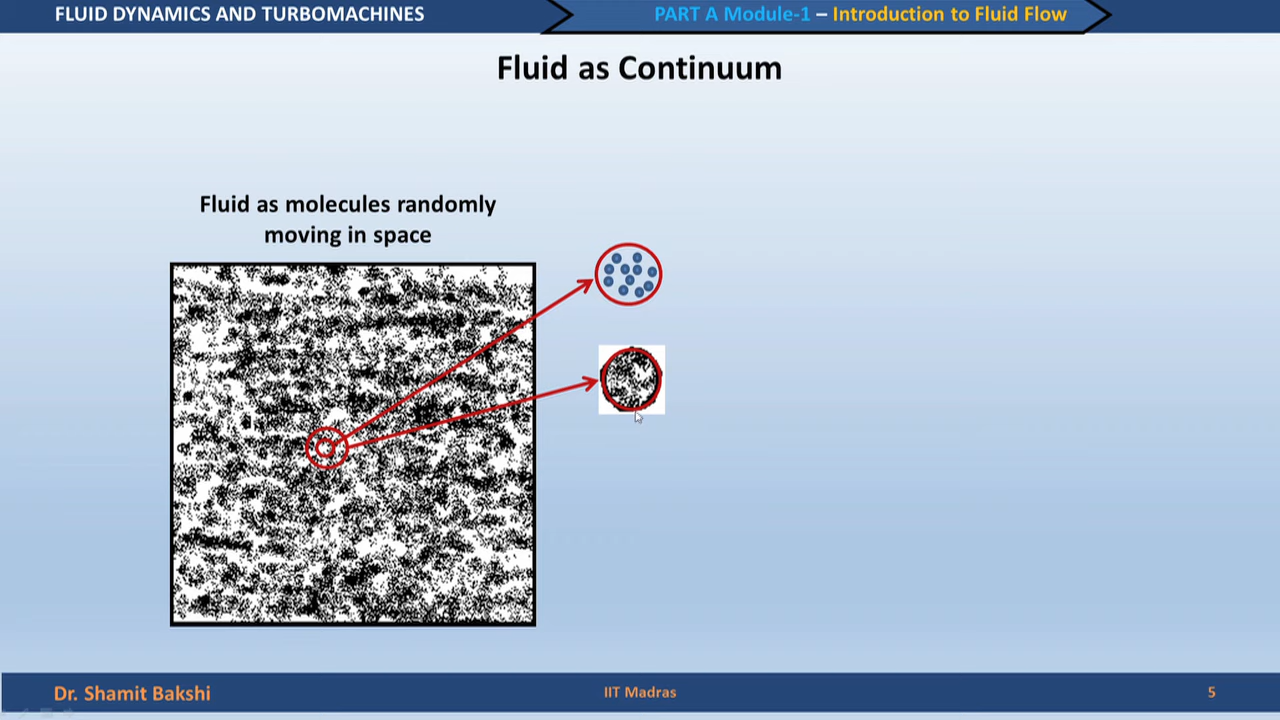 FLUID DYNAMICS AND TURBOMACHINES
PART A Module-1 – Introduction to Fluid Flow
Fluid as Continuum
Fluid as molecules randomly
moving in space
Dr. Shamit Bakshi
IIT Madras
5